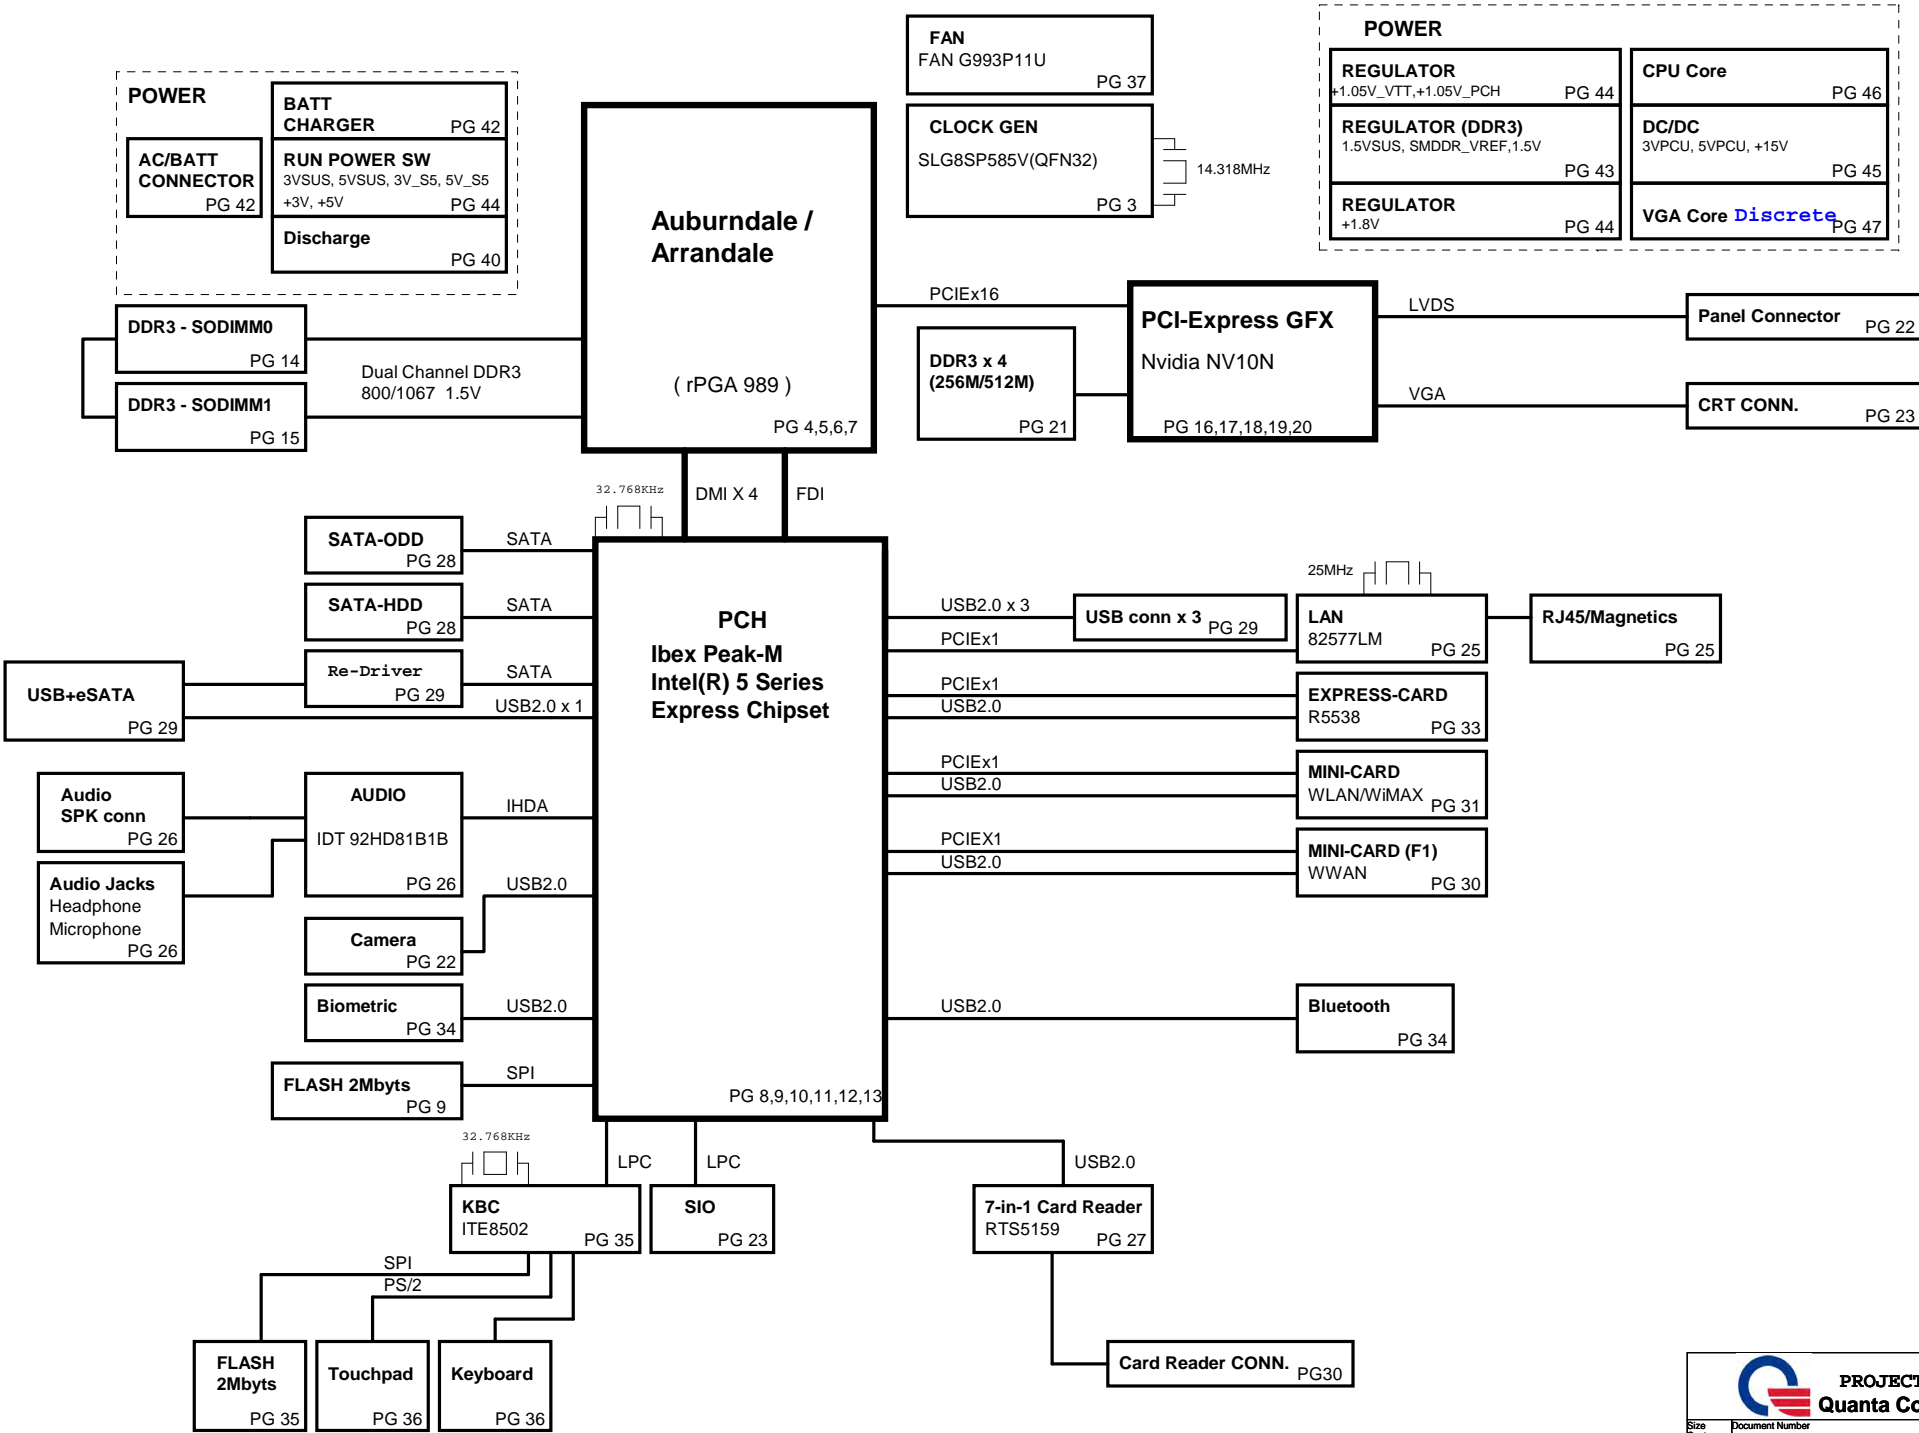 POWER
BATT
CHARGER
PG 42
AC/BATT
CONNECTOR
PG 42
RUN POWER SW
3VSUS, 5VSUS, 3V_S5, 5V_S5
+3V, +5V
PG 44
Discharge
PG 40
FAN
FAN G993P11U
PG 37
CLOCK GEN
SLG8SP585V(QFN32)
PG 3
14.318MHz
POWER
REGULATOR
+1.05V_VTT,+1.05V_PCH
PG 44
CPU Core
PG 46
REGULATOR (DDR3)
1.5VSUS, SMDDR_VREF,1.5V
PG 43
DC/DC
3VPCU, 5VPCU, +15V
PG 45
REGULATOR
+1.8V
PG 44
VGA Core Discrete
PG 47
Auburndale /
Arrandale
( rPGA 989 )
PG 4,5,6,7
DDR3 - SODIMM0
PG 14
DDR3 - SODIMM1
PG 15
Dual Channel DDR3
800/1067 1.5V
PCIEx16
DDR3 x 4
(256M/512M)
PG 21
PCI-Express GFX
Nvidia NV10N
PG 16,17,18,19,20
LVDS
Panel Connector
PG 22
VGA
CRT CONN.
PG 23
32.768KHz
DMI X 4
FDI
SATA-ODD
PG 28
SATA
SATA-HDD
PG 28
SATA
Re-Driver
PG 29
SATA
USB+eSATA
PG 29
USB2.0 x 1
PCH
Ibex Peak-M
Intel(R) 5 Series
Express Chipset
PG 8,9,10,11,12,13
USB2.0 x 3
USB conn x 3
PG 29
PCIEx1
25MHz
LAN
82577LM
PG 25
RJ45/Magnetics
PG 25
PCIEx1
USB2.0
EXPRESS-CARD
R5538
PG 33
PCIEx1
USB2.0
MINI-CARD
WLAN/WiMAX
PG 31
PCIEX1
USB2.0
MINI-CARD (F1)
WWAN
PG 30
Audio
SPK conn
PG 26
AUDIO
IDT 92HD81B1B
PG 26
IHDA
Audio Jacks
Headphone
Microphone
PG 26
USB2.0
Camera
PG 22
Biometric
PG 34
USB2.0
USB2.0
Bluetooth
PG 34
FLASH 2Mbyts
PG 9
SPI
32.768KHz
LPC
LPC
USB2.0
KBC
ITE8502
PG 35
SIO
PG 23
7-in-1 Card Reader
RTS5159
PG 27
SPI
PS/2
FLASH
2Mbyts
PG 35
Touchpad
PG 36
Keyboard
PG 36
Card Reader CONN.
PG30
PROJECT
Quanta Co
Size
Document Number